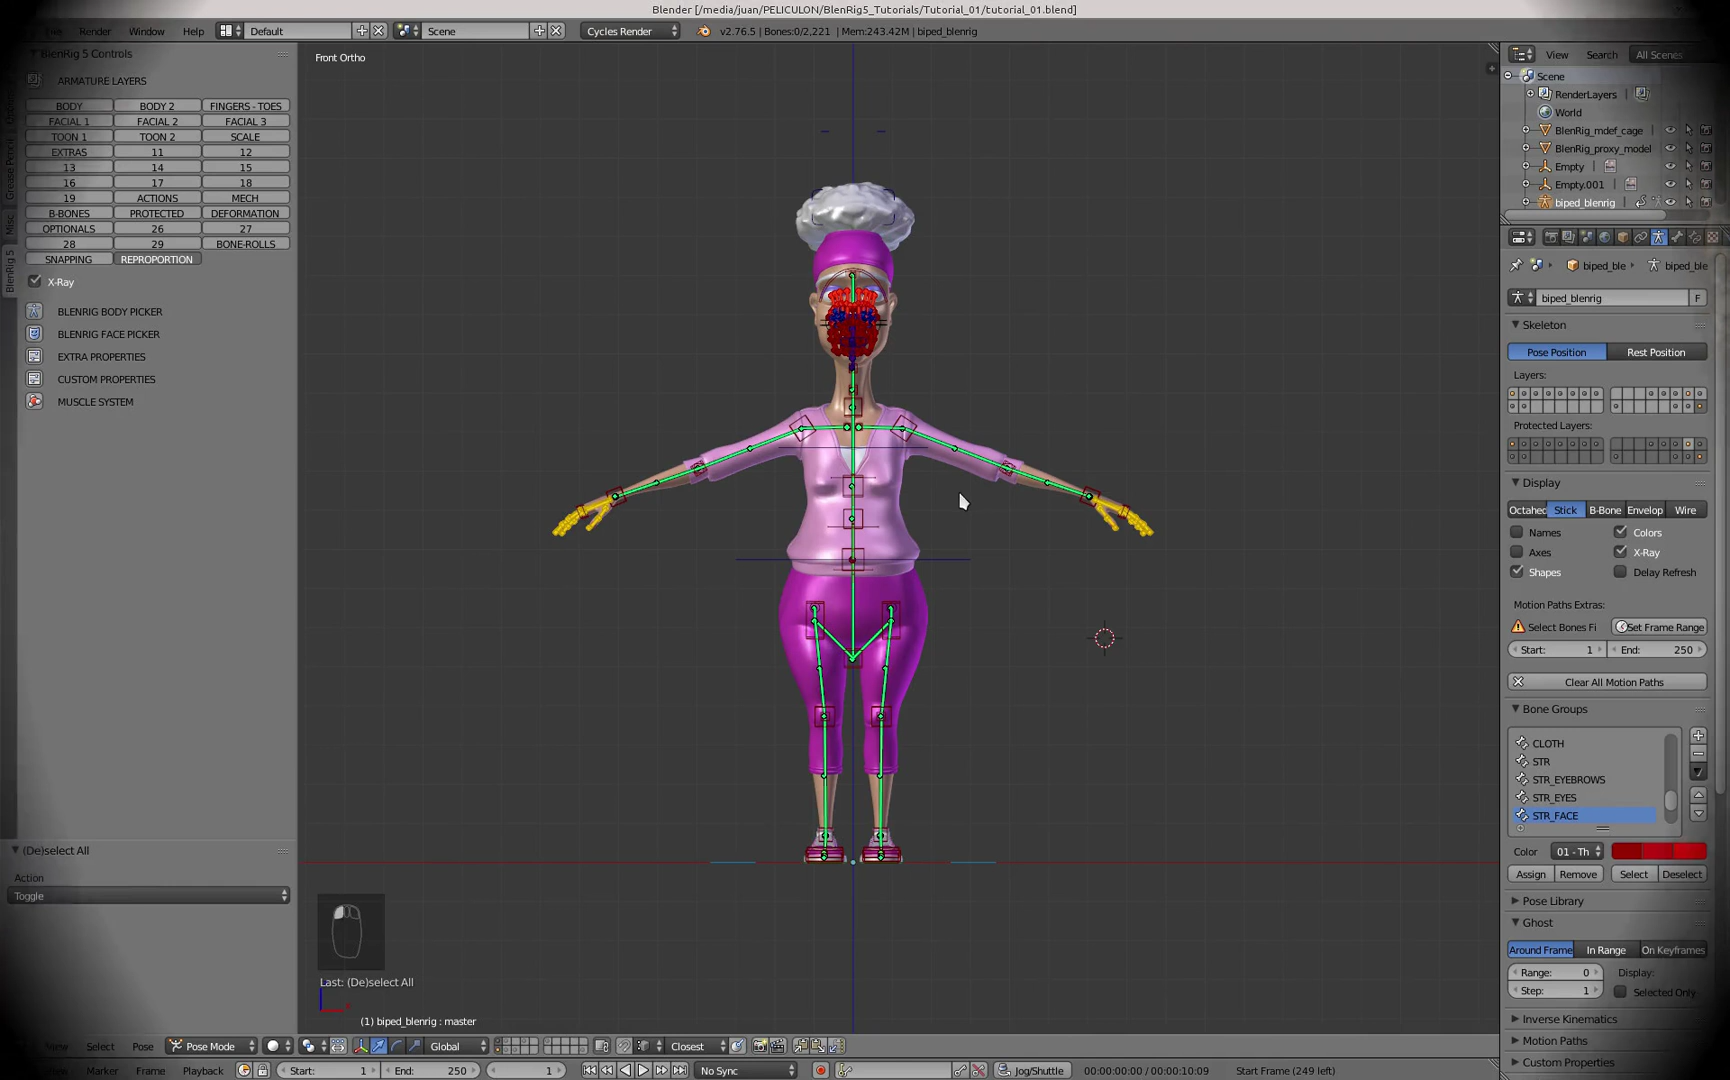 Blender [/media/juan/PELICULON/BlenRig5_Tutorials/Tutorial_01/tutorial_01.blend]
File Render Window Help Default Scene Cycles Render v2.76.5 | Bones:0/2,221 | Mem:243.42M | biped_blenrig
BlenRig 5 Controls
ARMATURE LAYERS
BODY BODY 2 FINGERS - TOES
FACIAL 1 FACIAL 2 FACIAL 3
TOON 1 TOON 2 SCALE
EXTRAS 11 12
13 14 15
16 17 18
19 ACTIONS MECH
B-BONES PROTECTED DEFORMATION
OPTIONALS 26 27
28 29 BONE-ROLLS
SNAPPING REPROPORTION
X-Ray
BLENRIG BODY PICKER
BLENRIG FACE PICKER
EXTRA PROPERTIES
CUSTOM PROPERTIES
MUSCLE SYSTEM
Grease Pencil
Misc
BlenRig 5
(De)select All
Action
Toggle
Front Ortho
Last: (De)select All
(1) biped_blenrig : master
View Search All Scenes
Scene
RenderLayers
World
BlenRig_mdef_cage
BlenRig_proxy_model
Empty
Empty.001
biped_blenrig
biped_ble biped_ble
biped_blenrig F
Skeleton
Pose Position Rest Position
Layers:
Protected Layers:
Display
Octahed Stick B-Bone Envelop Wire
Names Colors
Axes X-Ray
Shapes Delay Refresh
Motion Paths Extras:
Select Bones Fi Set Frame Range
Start: 1 End: 250
Clear All Motion Paths
Bone Groups
CLOTH
STR
STR_EYEBROWS
STR_EYES
STR_FACE
Color 01 - Th
Assign Remove Select Deselect
Pose Library
Ghost
Around Frame In Range On Keyframes
Range: 0 Display:
Step: 1 Selected Only
Inverse Kinematics
Motion Paths
Custom Properties
View Select Pose Pose Mode Global Closest
View Marker Frame Playback Start: 1 End: 250 1 No Sync Jog/Shuttle 00:00:00:00 / 00:00:10:09 Start Frame (249 left)